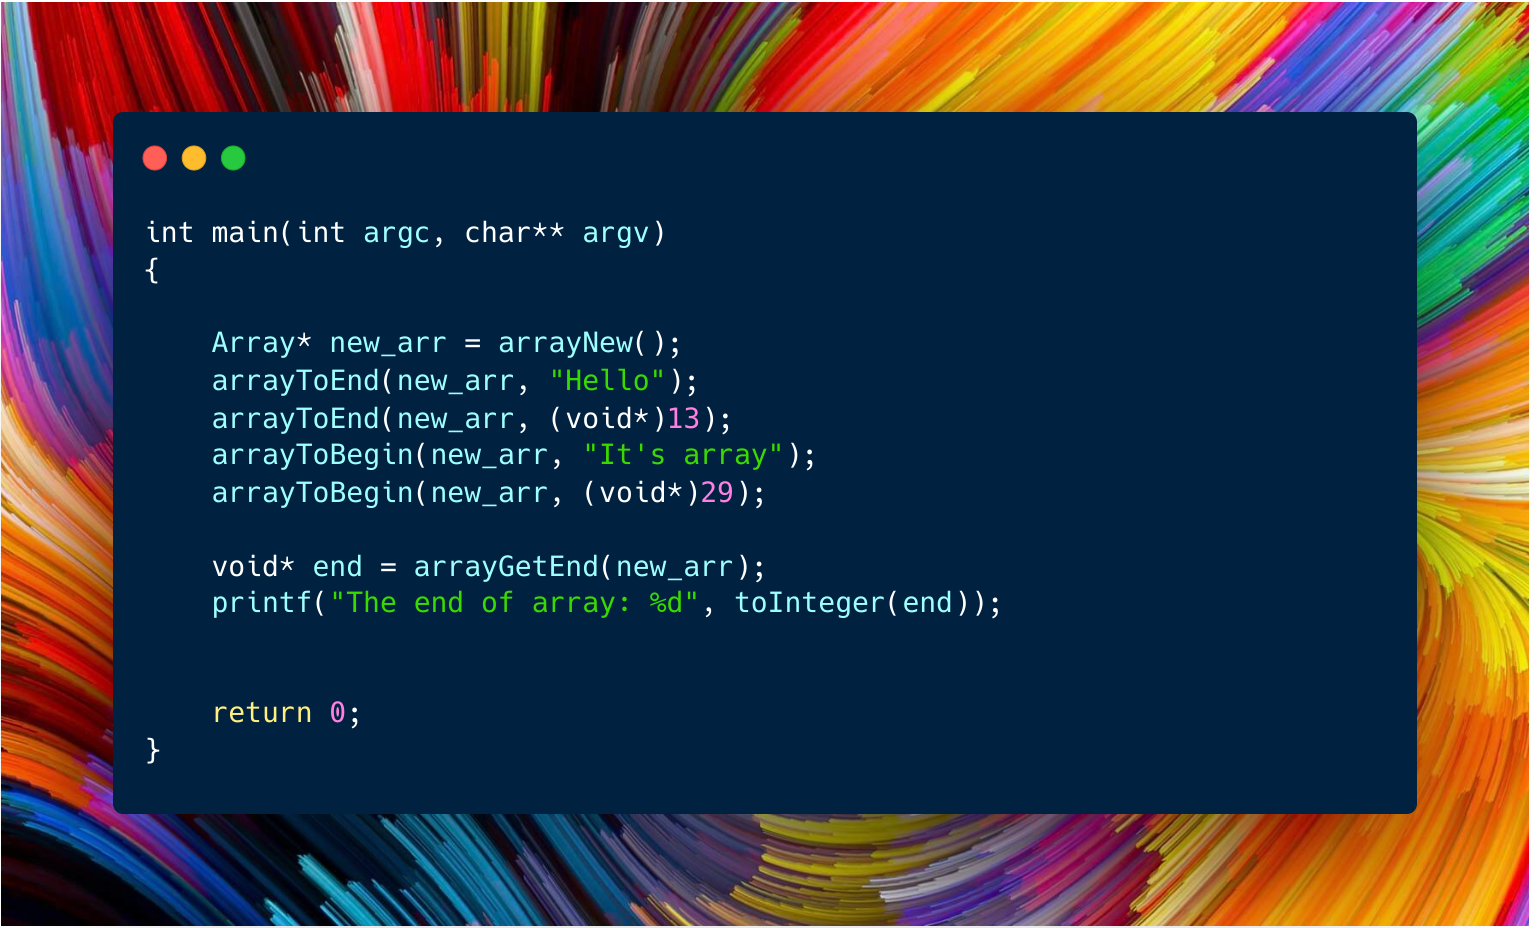 int main(int argc, char** argv)
{
    Array* new_arr = arrayNew();
    arrayToEnd(new_arr, "Hello");
    arrayToEnd(new_arr, (void*)13);
    arrayToBegin(new_arr, "It's array");
    arrayToBegin(new_arr, (void*)29);
    void* end = arrayGetEnd(new_arr);
    printf("The end of array: %d", toInteger(end));
    return 0;
}